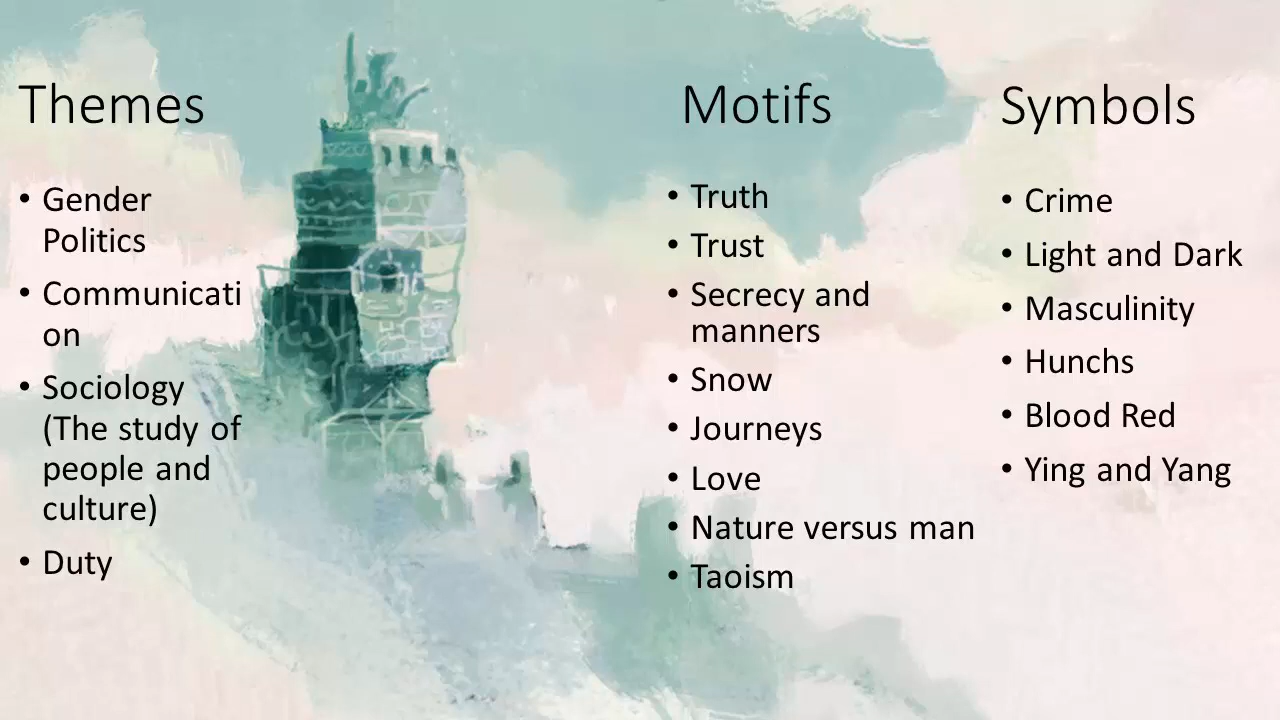 Themes
• Gender
Politics
• Communicati
on
• Sociology
(The study of
people and
culture)
• Duty
Motifs
• Truth
• Trust
• Secrecy and
manners
• Snow
• Journeys
• Love
• Nature versus man
• Taoism
Symbols
• Crime
• Light and Dark
• Masculinity
• Hunchs
• Blood Red
• Ying and Yang